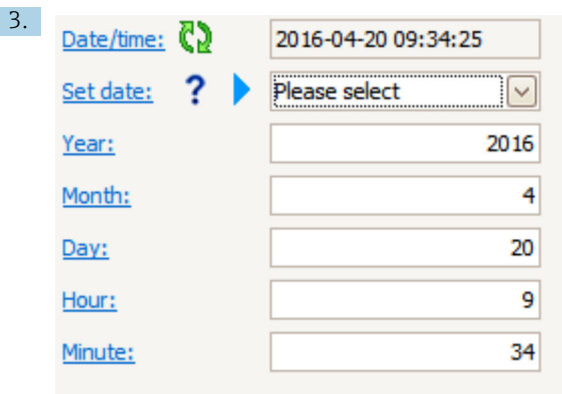 3.
Date/time: 2016-04-20 09:34:25
Set date: ? Please select
Year: 2016
Month: 4
Day: 20
Hour: 9
Minute: 34